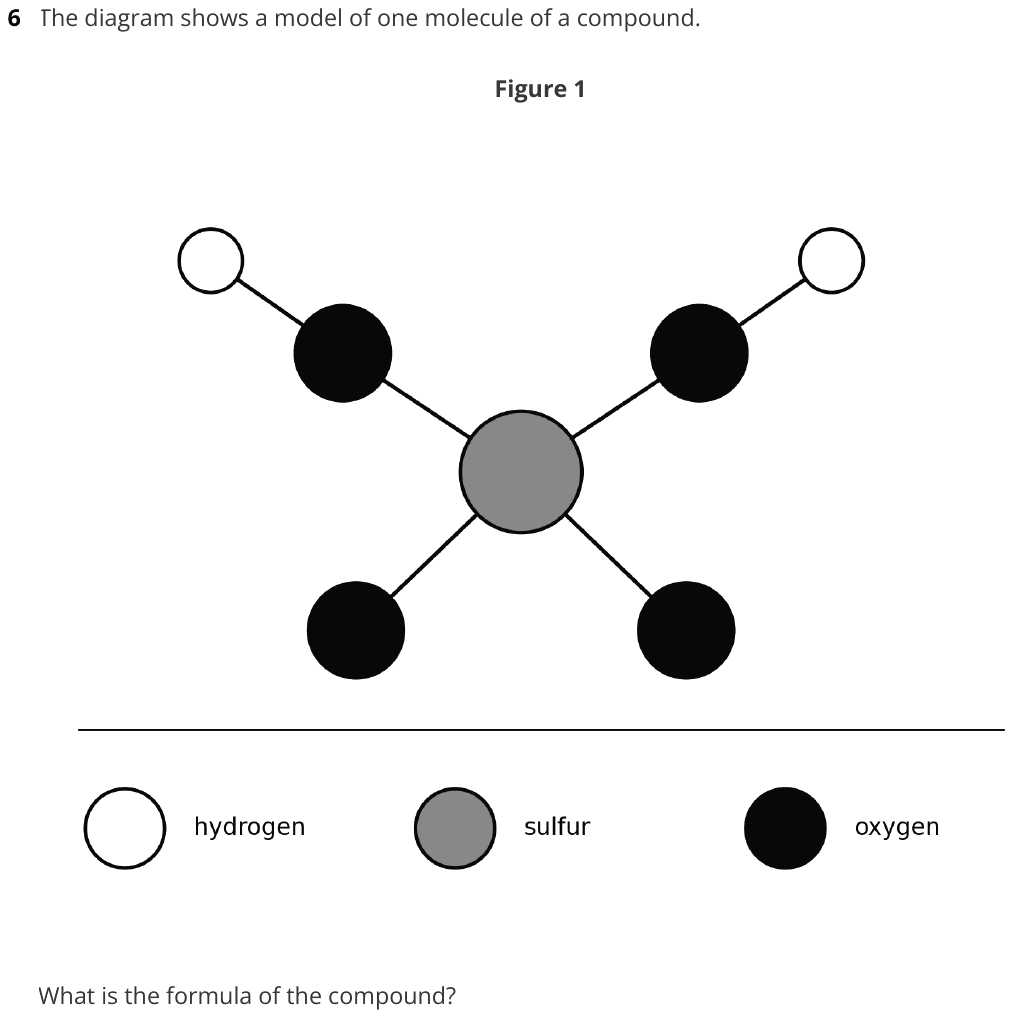 6 The diagram shows a model of one molecule of a compound.
Figure 1
hydrogen sulfur oxygen
What is the formula of the compound?